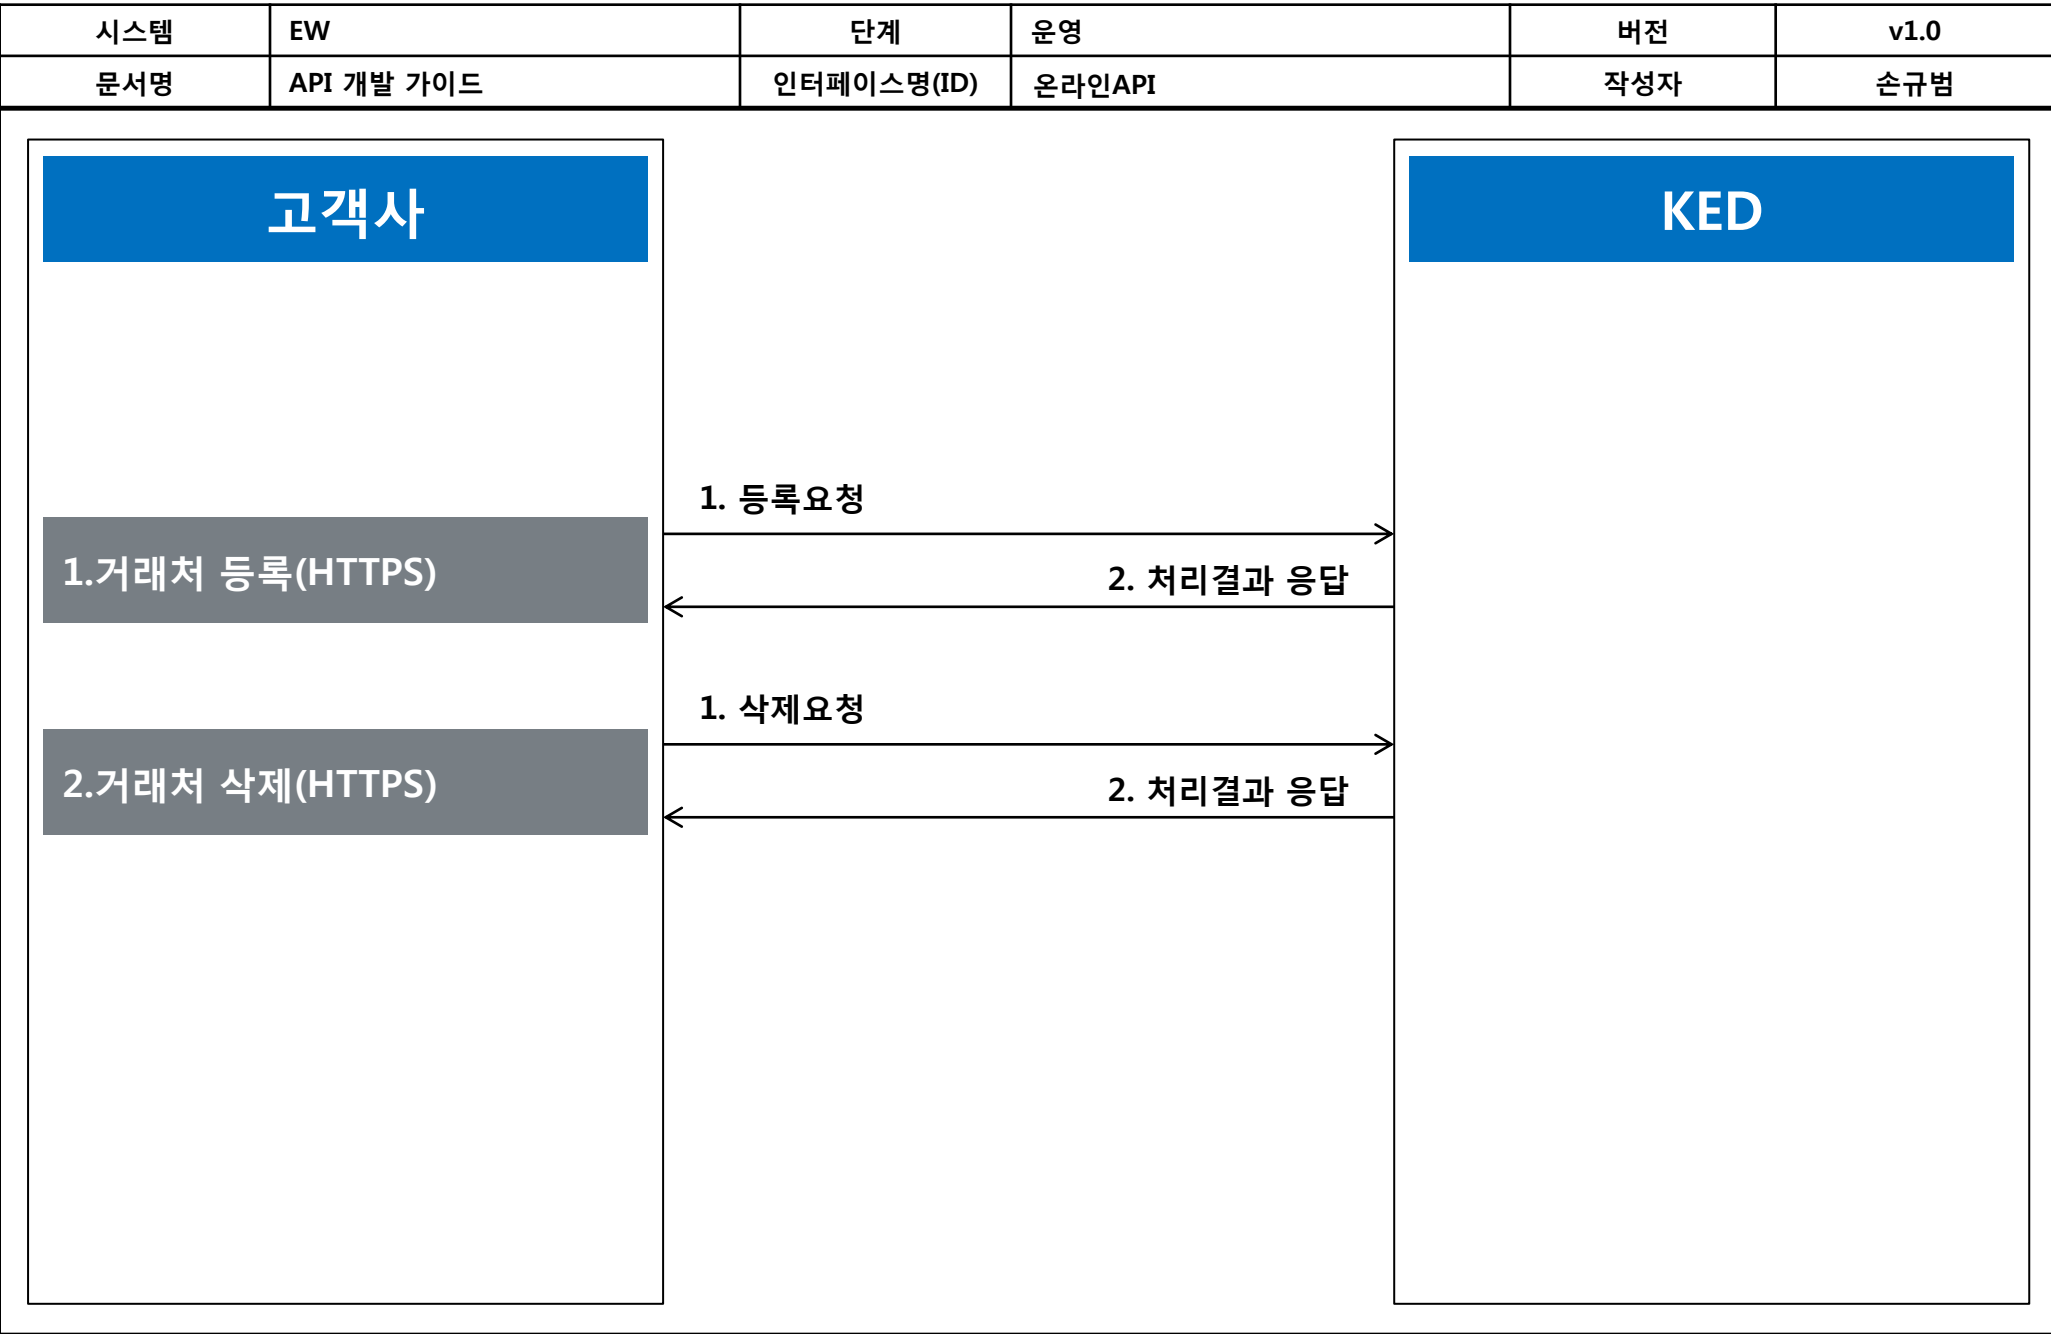 시스템 EW 단계 운영 버전 v1.0
문서명 API 개발 가이드 인터페이스명(ID) 온라인API 작성자 손규범
고객사 KED
1. 등록요청
1.거래처 등록(HTTPS)
2. 처리결과 응답
1. 삭제요청
2.거래처 삭제(HTTPS)
2. 처리결과 응답